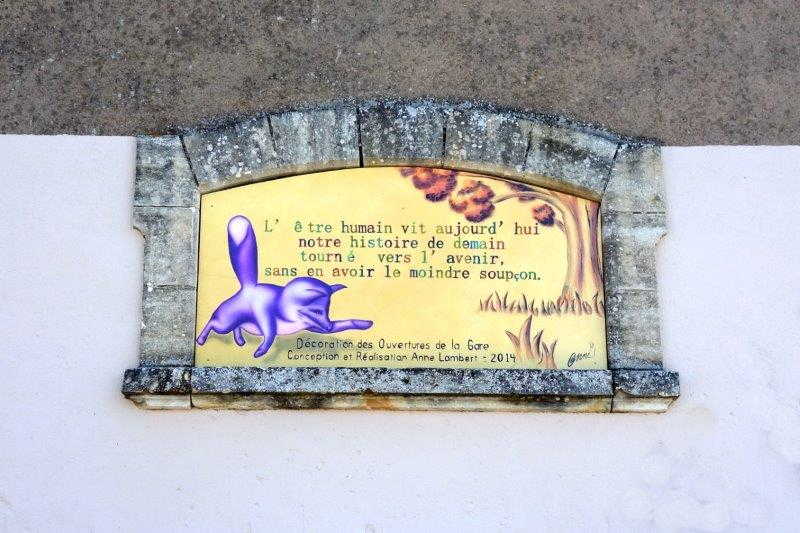 L' être humain vit aujourd' hui
notre histoire de demain
tourné vers l' avenir,
sans en avoir le moindre soupçon.
Décoration des Ouvertures de la Gare
Conception et Réalisation Anne Lambert - 2014
Anne